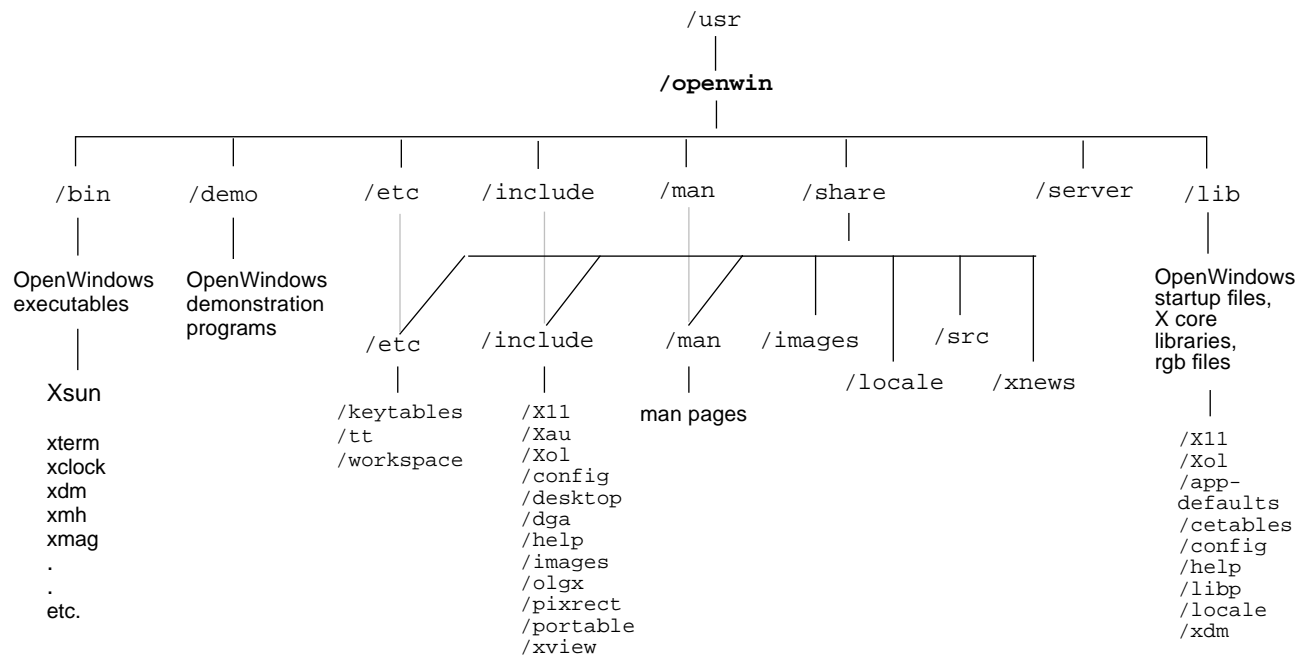 /usr
/openwin
/bin
/demo
/etc
/include
/man
/share
/server
/lib
OpenWindows
executables
OpenWindows
demonstration
programs
OpenWindows
startup files,
X core
libraries,
rgb files
/etc
/include
/man
/images
/locale
/src
/xnews
Xsun
xterm
xclock
xdm
xmh
xmag
.
.
etc.
/keytables
/tt
/workspace
/X11
/Xau
/Xol
/config
/desktop
/dga
/help
/images
/olgx
/pixrect
/portable
/xview
man pages
/X11
/Xol
/app-
defaults
/cetables
/config
/help
/libp
/locale
/xdm